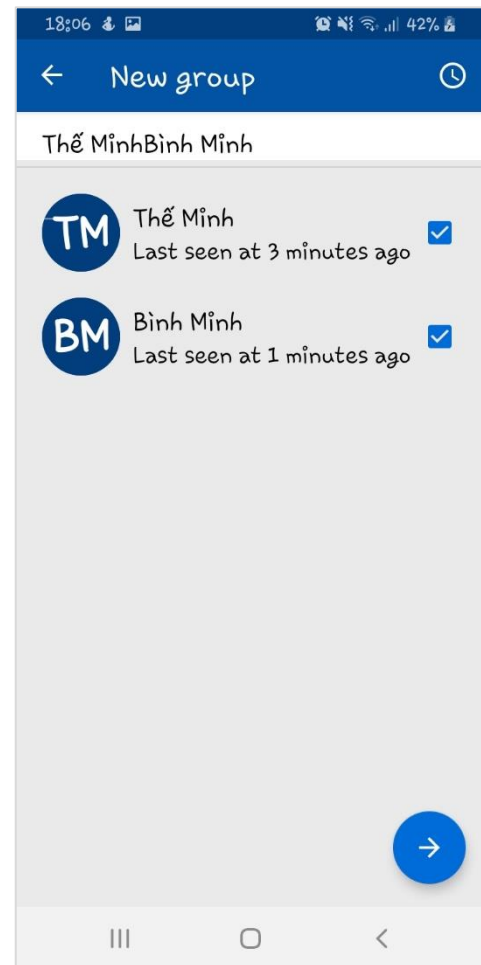 18:06 42%
New group
Thế MinhBình Minh
TM
Thế Minh
Last seen at 3 minutes ago
BM
Bình Minh
Last seen at 1 minutes ago